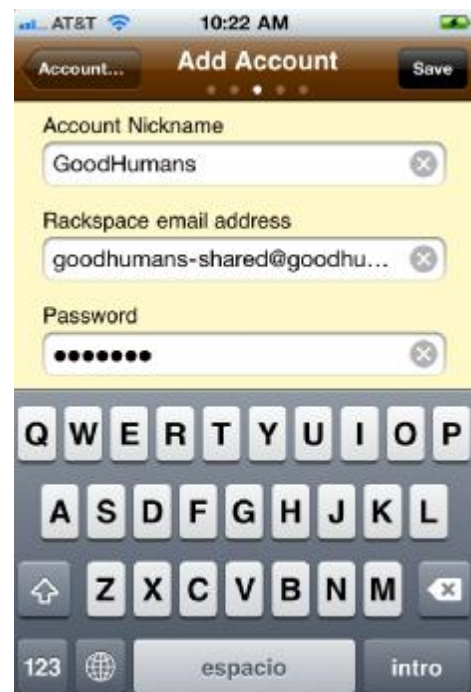 AT&T 10:22 AM
Account... Add Account Save
Account Nickname
GoodHumans
Rackspace email address
goodhumans-shared@goodhu...
Password
•••••••
Q W E R T Y U I O P
A S D F G H J K L
Z X C V B N M
123 espacio intro